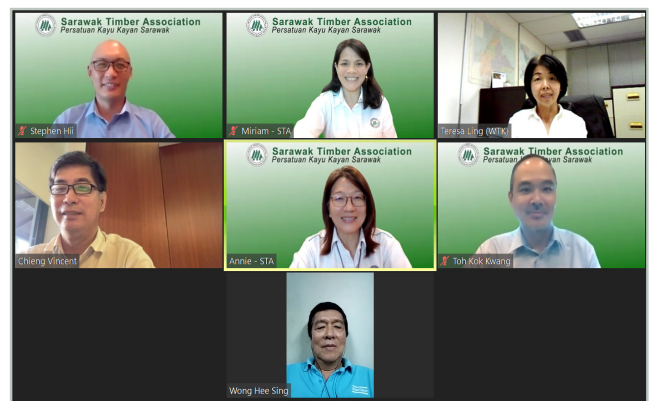 Sarawak Timber Association
Persatuan Kayu Kayan Sarawak
Stephen Hii
Sarawak Timber Association
Persatuan Kayu Kayan Sarawak
Miriam - STA
Teresa Ling (WTK)
Chieng Vincent
Sarawak Timber Association
Persatuan Kayu Kayan Sarawak
Annie - STA
Sarawak Timber Association
Persatuan Sarawak
Toh Kok Kwang
Wong Hee Sing